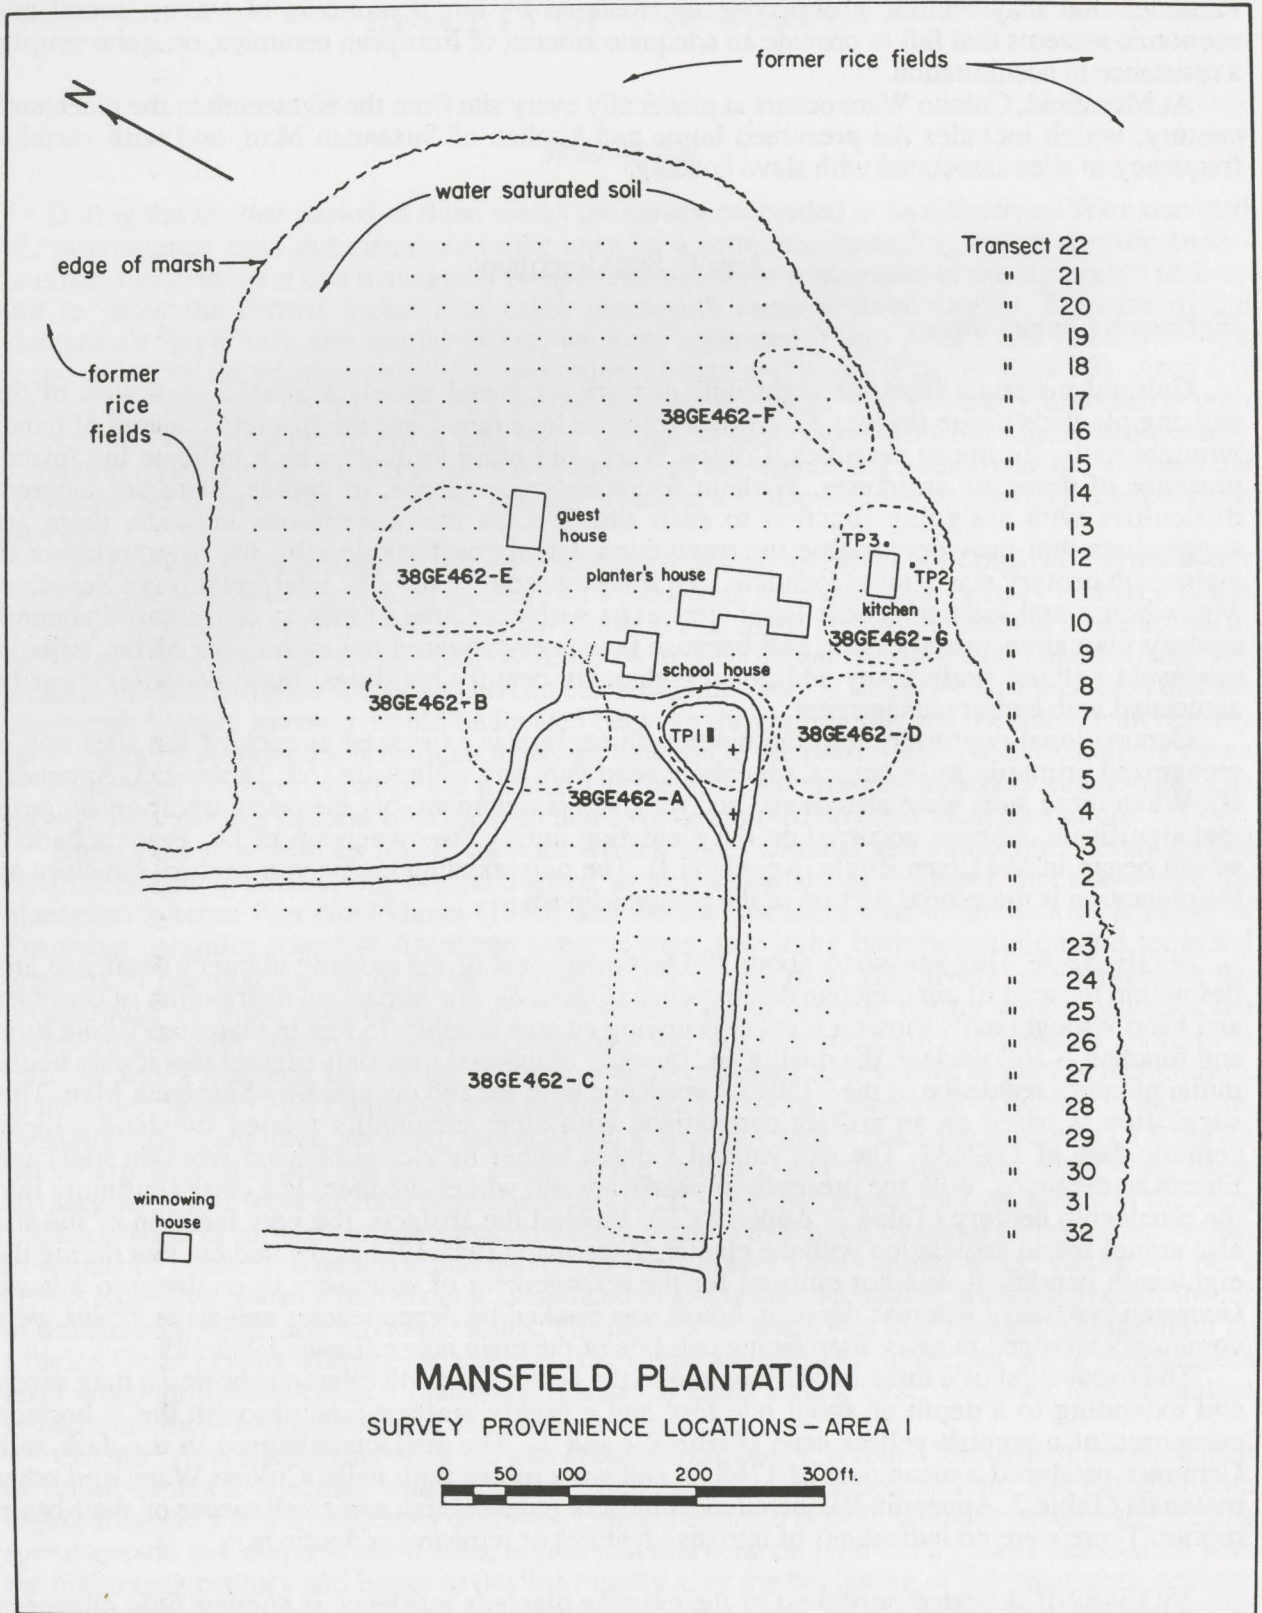 former rice fields
N
water saturated soil
edge of marsh
Transect 22
" 21
" 20
" 19
" 18
" 17
" 16
" 15
" 14
" 13
" 12
" 11
" 10
" 9
" 8
" 7
" 6
" 5
" 4
" 3
" 2
" 1
" 23
" 24
" 25
" 26
" 27
" 28
" 29
" 30
" 31
" 32
former
rice
fields
38GE462-F
guest
house
38GE462-E
TP3
TP2
planter's house
kitchen
38GE462-G
school house
38GE462-B
TP1
38GE462-D
38GE462-A
38GE462-C
winnowing
house
MANSFIELD PLANTATION
SURVEY PROVENIENCE LOCATIONS - AREA I
0 50 100 200 300 ft.